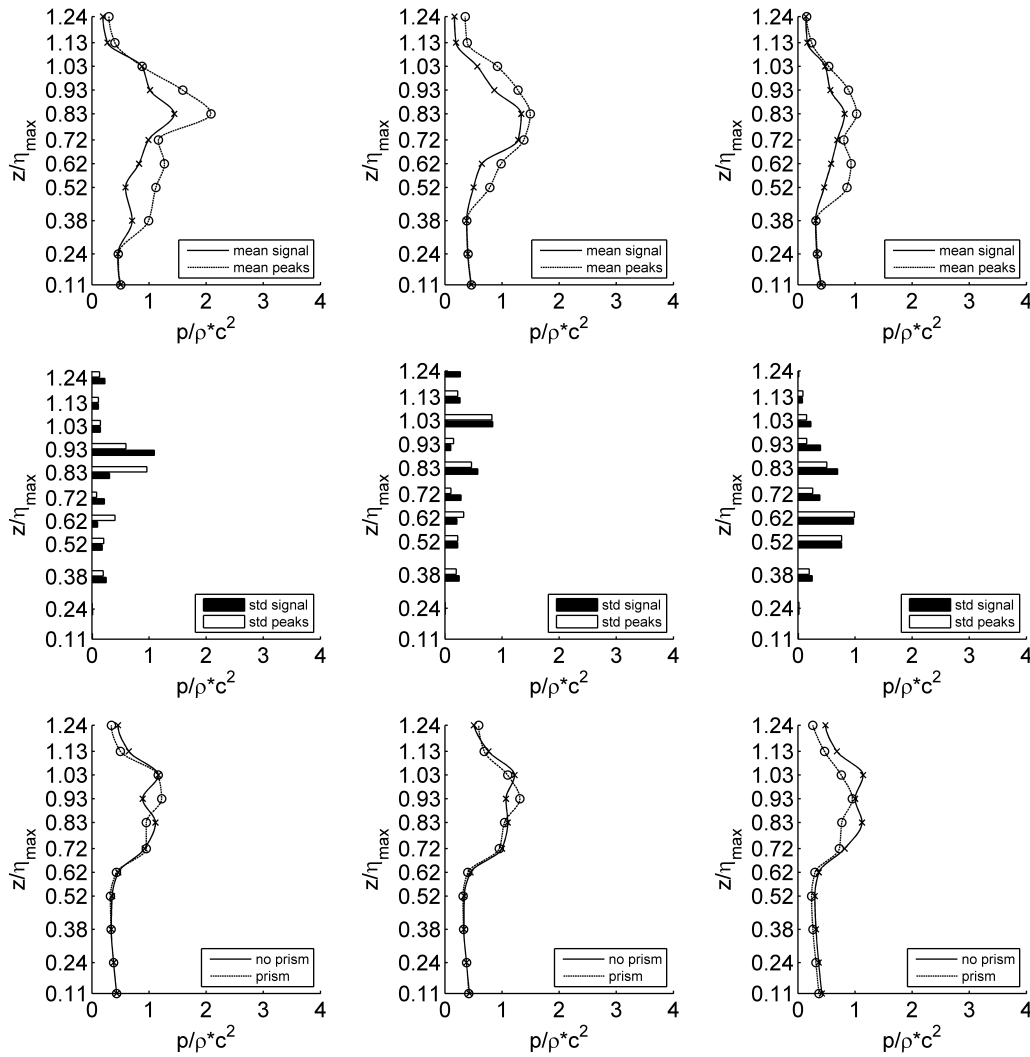 1.24
1.13
1.03
0.93
0.83
0.72
0.62
0.52
0.38
0.24
0.11
z/ηmax
0 1 2 3 4
p/ρ*c²
mean signal
mean peaks
1.24
1.13
1.03
0.93
0.83
0.72
0.62
0.52
0.38
0.24
0.11
z/ηmax
0 1 2 3 4
p/ρ*c²
mean signal
mean peaks
1.24
1.13
1.03
0.93
0.83
0.72
0.62
0.52
0.38
0.24
0.11
z/ηmax
0 1 2 3 4
p/ρ*c²
mean signal
mean peaks
1.24
1.13
1.03
0.93
0.83
0.72
0.62
0.52
0.38
0.24
0.11
z/ηmax
0 1 2 3 4
p/ρ*c²
std signal
std peaks
1.24
1.13
1.03
0.93
0.83
0.72
0.62
0.52
0.38
0.24
0.11
z/ηmax
0 1 2 3 4
p/ρ*c²
std signal
std peaks
1.24
1.13
1.03
0.93
0.83
0.72
0.62
0.52
0.38
0.24
0.11
z/ηmax
0 1 2 3 4
p/ρ*c²
std signal
std peaks
1.24
1.13
1.03
0.93
0.83
0.72
0.62
0.52
0.38
0.24
0.11
z/ηmax
0 1 2 3 4
p/ρ*c²
no prism
prism
1.24
1.13
1.03
0.93
0.83
0.72
0.62
0.52
0.38
0.24
0.11
z/ηmax
0 1 2 3 4
p/ρ*c²
no prism
prism
1.24
1.13
1.03
0.93
0.83
0.72
0.62
0.52
0.38
0.24
0.11
z/ηmax
0 1 2 3 4
p/ρ*c²
no prism
prism